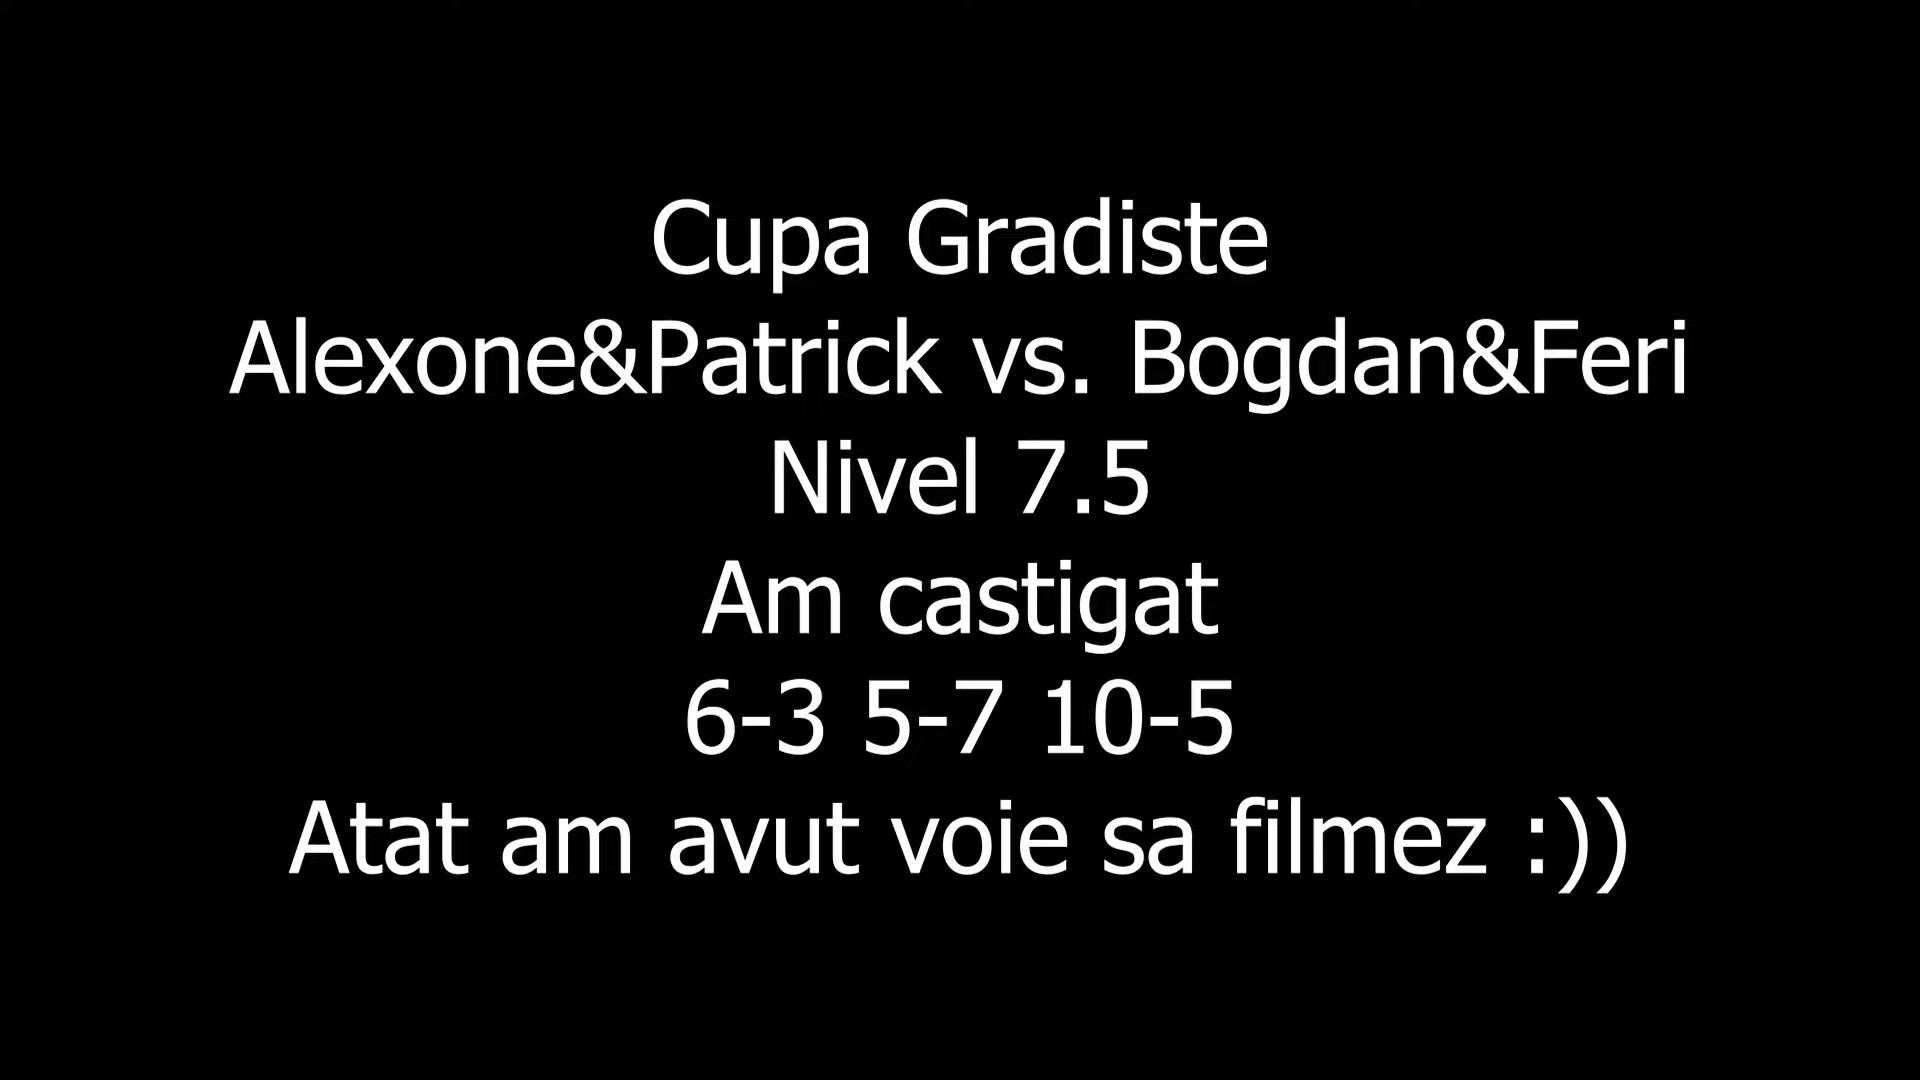 Cupa Gradiste
Alexone&Patrick vs. Bogdan&Feri
Nivel 7.5
Am castigat
6-3 5-7 10-5
Atat am avut voie sa filmez :))